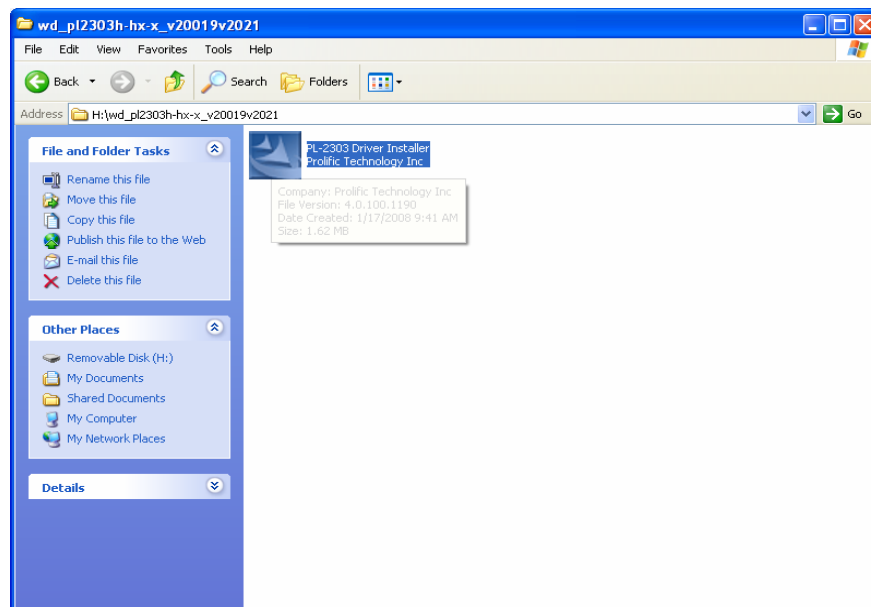 wd_pl2303h-hx-x_v20019v2021
File Edit View Favorites Tools Help
Back Search Folders
Address H:\wd_pl2303h-hx-x_v20019v2021 Go
File and Folder Tasks
Rename this file
Move this file
Copy this file
Publish this file to the Web
E-mail this file
Delete this file
Other Places
Removable Disk (H:)
My Documents
Shared Documents
My Computer
My Network Places
Details
PL-2303 Driver Installer
Prolific Technology Inc
Company: Prolific Technology Inc
File Version: 4.0.100.1190
Date Created: 1/17/2008 9:41 AM
Size: 1.62 MB